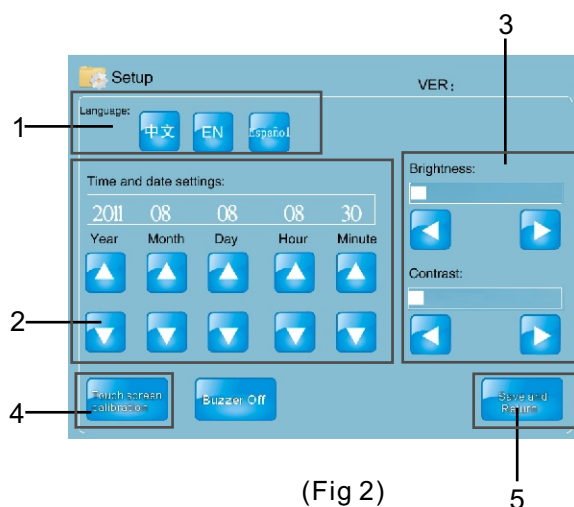 3
Setup
VER:
Language:
1
中文 EN Español
Time and date settings:
2011 08 08 08 30
Year Month Day Hour Minute
Brightness:
Contrast:
2
4
Touch screen
calibration
Buzzer Off
Save and
Return
(Fig 2)
5